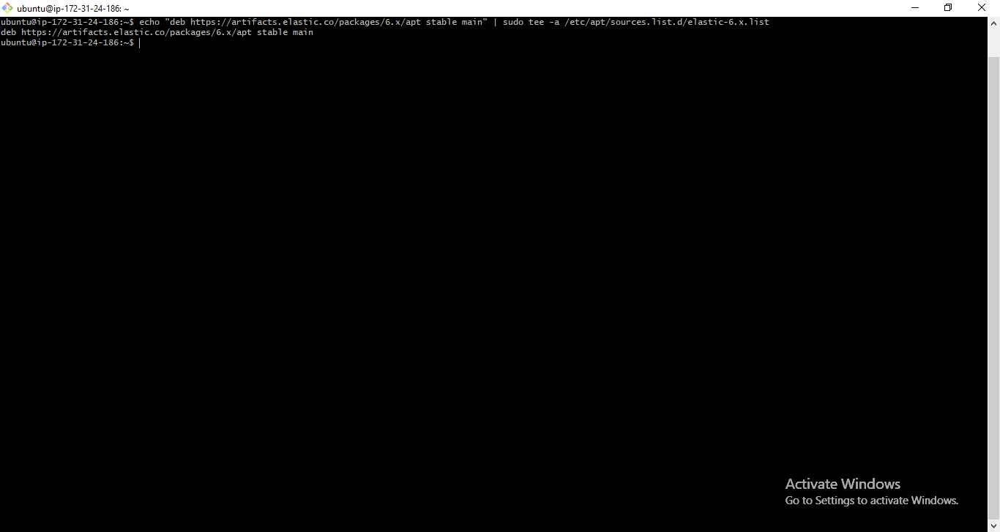 ubuntu@ip-172-31-24-186: ~
ubuntu@ip-172-31-24-186:~$ echo "deb https://artifacts.elastic.co/packages/6.x/apt stable main" | sudo tee -a /etc/apt/sources.list.d/elastic-6.x.list
deb https://artifacts.elastic.co/packages/6.x/apt stable main
ubuntu@ip-172-31-24-186:~$
Activate Windows
Go to Settings to activate Windows.